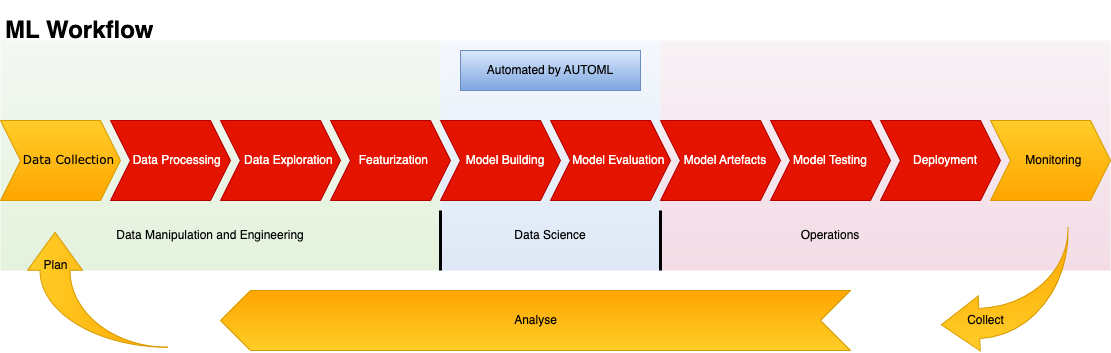 ML Workflow
Automated by AUTOML
Data Collection
Data Processing
Data Exploration
Featurization
Model Building
Model Evaluation
Model Artefacts
Model Testing
Deployment
Monitoring
Data Manipulation and Engineering
Data Science
Operations
Plan
Analyse
Collect